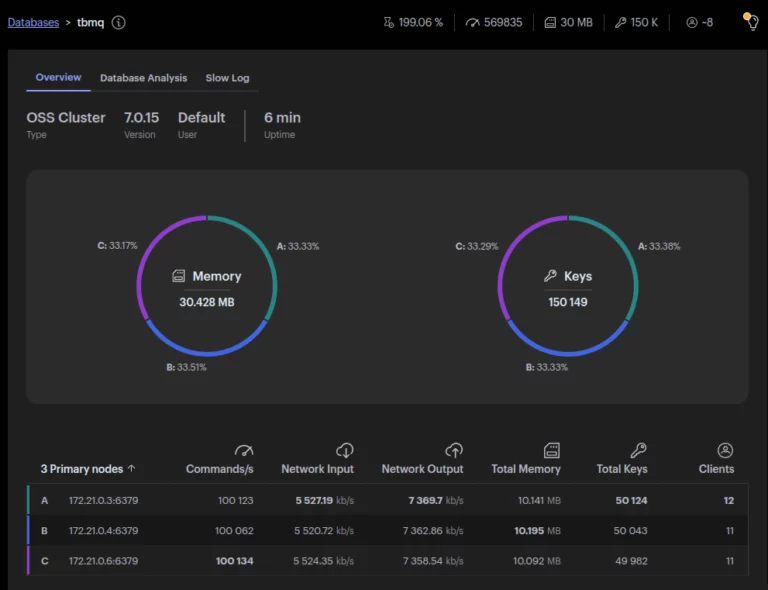 Databases > tbmq 199.06 % 569835 30 MB 150 K ~8
Overview Database Analysis Slow Log
OSS Cluster 7.0.15 Default 6 min
Type Version User Uptime
C: 33.17% A: 33.33% C: 33.29% A: 33.38%
Memory Keys
30.428 MB 150 149
B: 33.51% B: 33.33%
3 Primary nodes ↑ Commands/s Network Input Network Output Total Memory Total Keys Clients
A 172.21.0.3:6379 100 123 5 527.19 kb/s 7 369.7 kb/s 10.141 MB 50 124 12
B 172.21.0.4:6379 100 062 5 520.72 kb/s 7 362.86 kb/s 10.195 MB 50 043 11
C 172.21.0.6:6379 100 134 5 524.35 kb/s 7 358.54 kb/s 10.092 MB 49 982 11